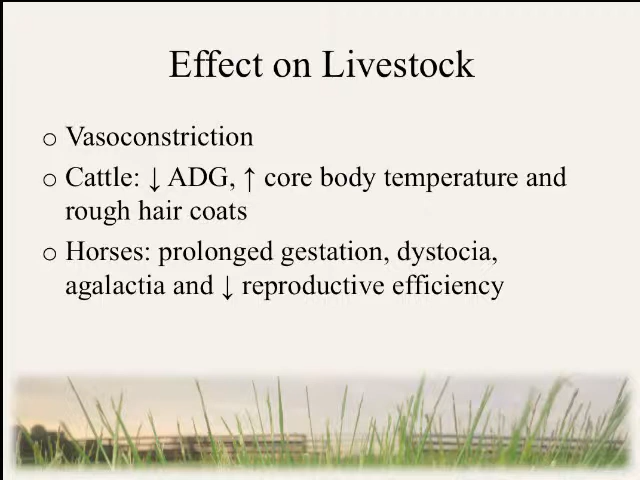 Effect on Livestock
o Vasoconstriction
o Cattle: ↓ ADG, ↑ core body temperature and
rough hair coats
o Horses: prolonged gestation, dystocia,
agalactia and ↓ reproductive efficiency